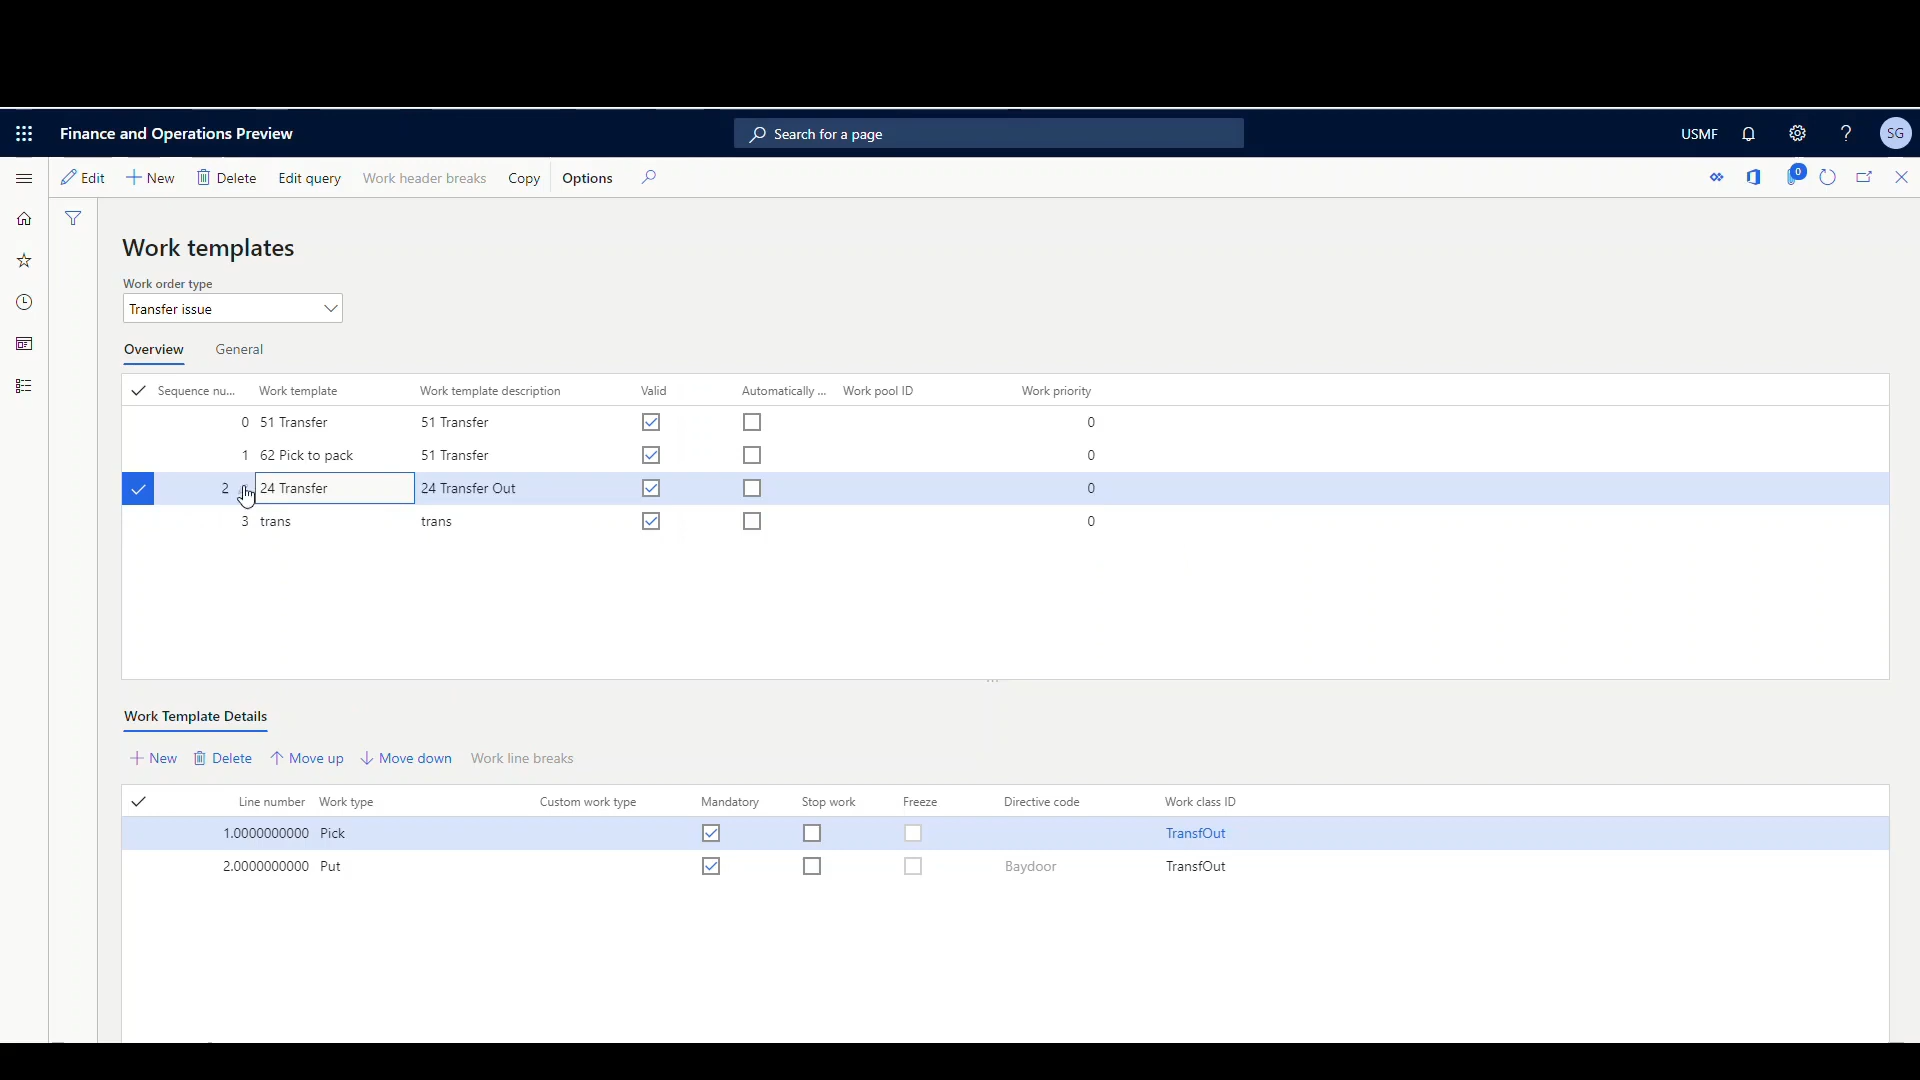 Finance and Operations Preview
Search for a page
USMF
SG
Edit New Delete Edit query Work header breaks Copy Options
0
Work templates
Work order type
Transfer issue
Overview General
Sequence nu... Work template Work template description Valid Automatically ... Work pool ID Work priority
0 51 Transfer 51 Transfer 0
1 62 Pick to pack 51 Transfer 0
2 24 Transfer 24 Transfer Out 0
3 trans trans 0
Work Template Details
New Delete Move up Move down Work line breaks
Line number Work type Custom work type Mandatory Stop work Freeze Directive code Work class ID
1.0000000000 Pick TransfOut
2.0000000000 Put Baydoor TransfOut